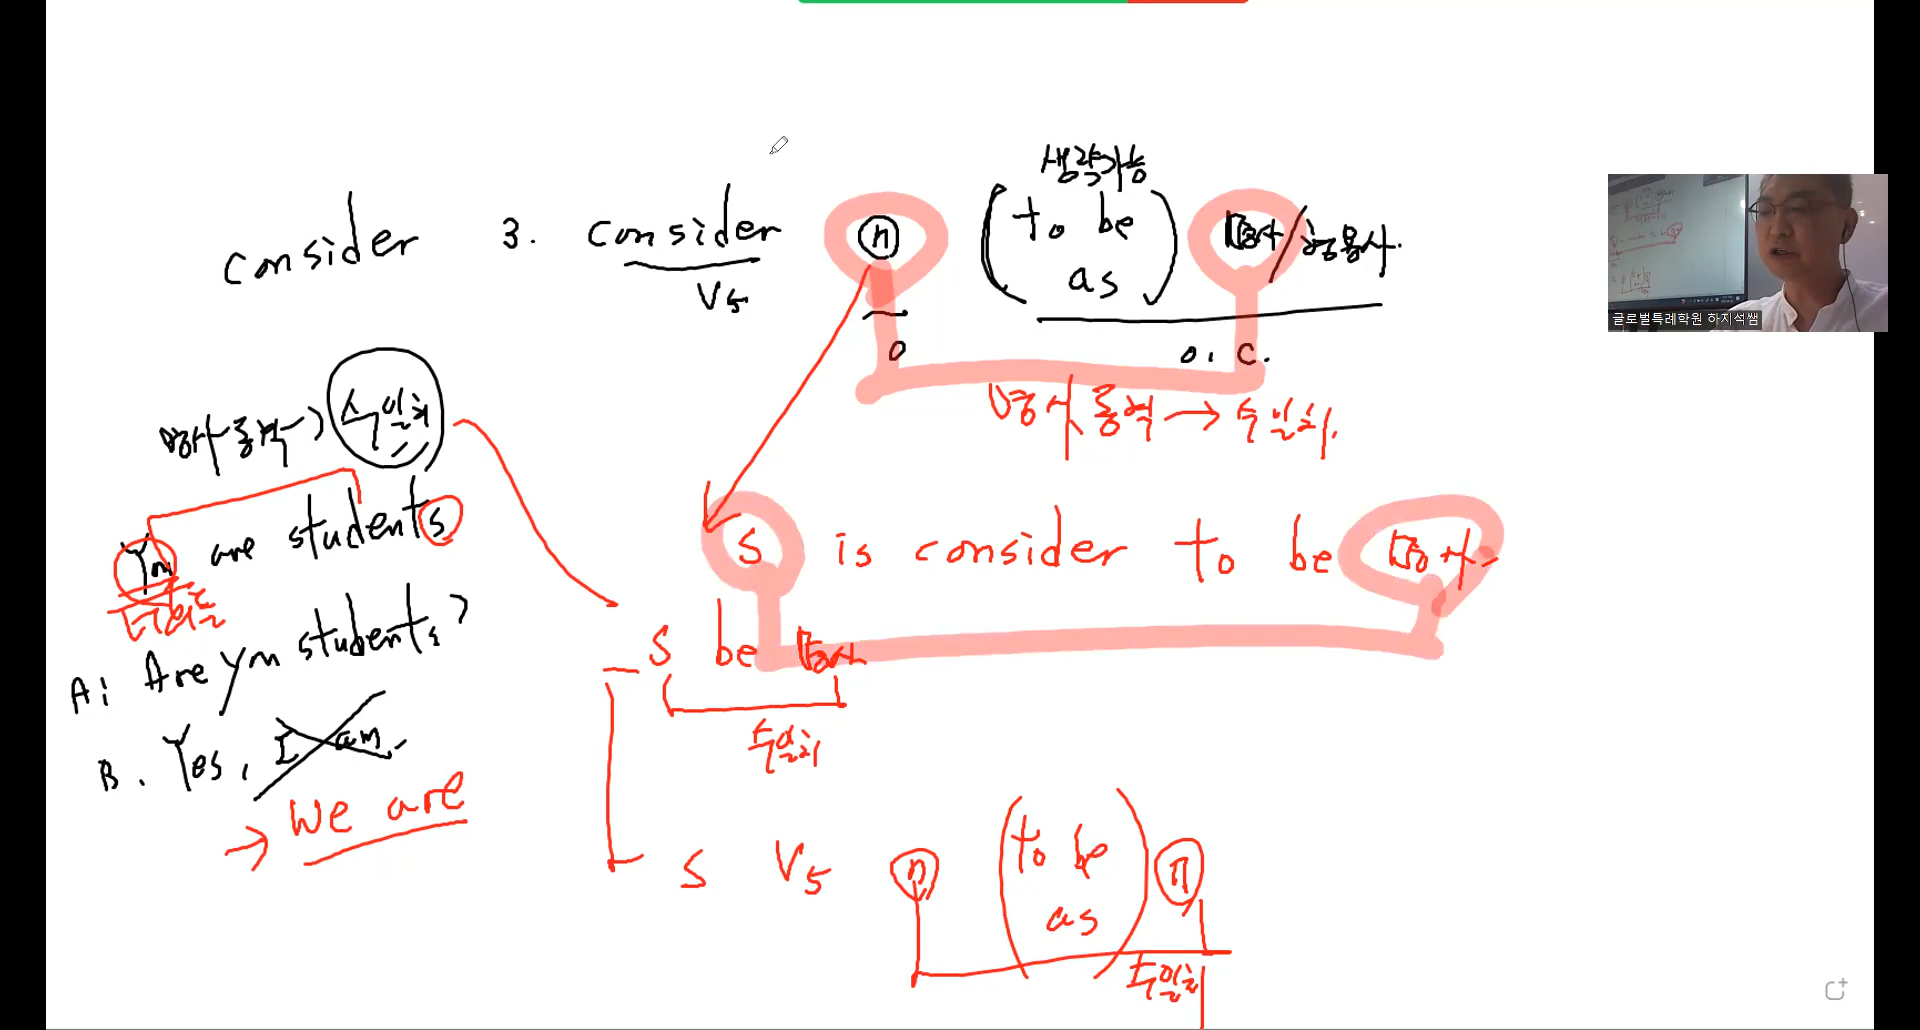 생략가능
consider 3. consider n (to be as) 명사/형용사.
V5 o o.c.
명사 동격 → 수일치.
명사 동격 → 수일치
You are students
너희들
A: Are you students?
B. Yes, I am.
→ We are
s is consider to be 명사.
s be 명사
수일치
s V5 n (to be as) n
수일치
글로벌특례학원 하지석쌤